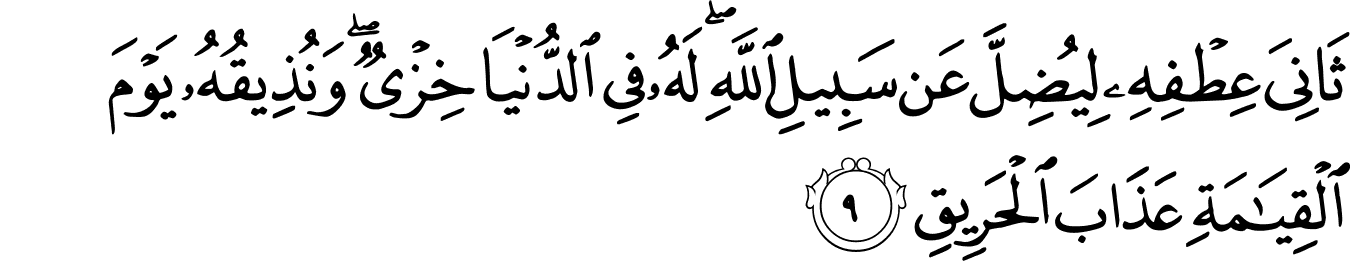 ثَانِىَ عِطْفِهِۦ لِيُضِلَّ عَن سَبِيلِ ٱللَّهِ ۖ لَهُۥ فِى ٱلدُّنْيَا خِزْىٌ ۖ وَنُذِيقُهُۥ يَوْمَ
ٱلْقِيَـٰمَةِ عَذَابَ ٱلْحَرِيقِ ٩